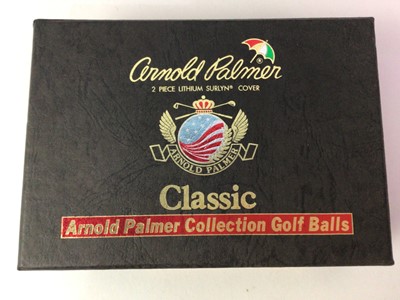 Arnold Palmer ®
2 PIECE LITHIUM SURLYN® COVER
ARNOLD PALMER
Classic
Arnold Palmer Collection Golf Balls